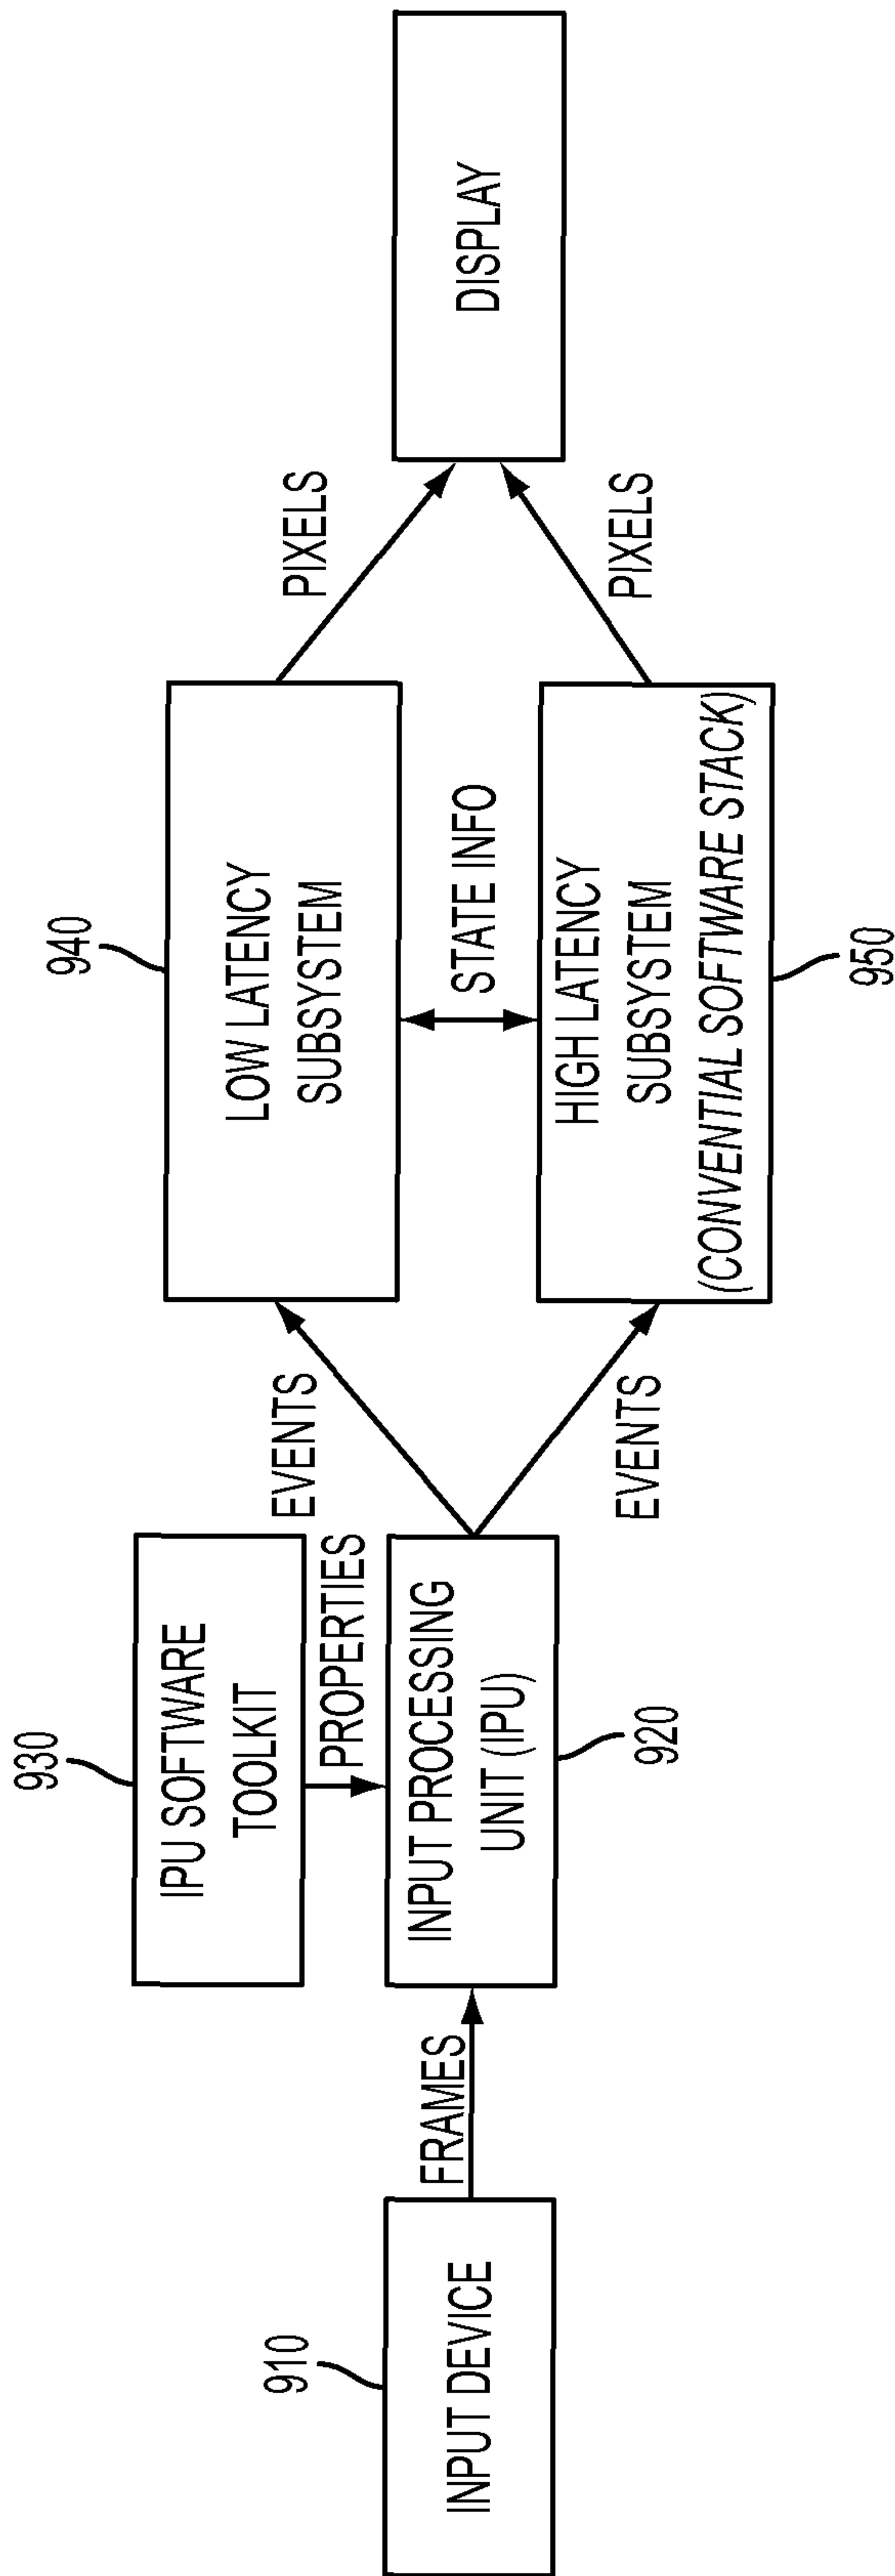 910
INPUT DEVICE
FRAMES
930
IPU SOFTWARE
TOOLKIT
PROPERTIES
INPUT PROCESSING
UNIT (IPU)
920
EVENTS
EVENTS
940
LOW LATENCY
SUBSYSTEM
STATE INFO
HIGH LATENCY
SUBSYSTEM
(CONVENTIAL SOFTWARE STACK)
950
PIXELS
PIXELS
DISPLAY